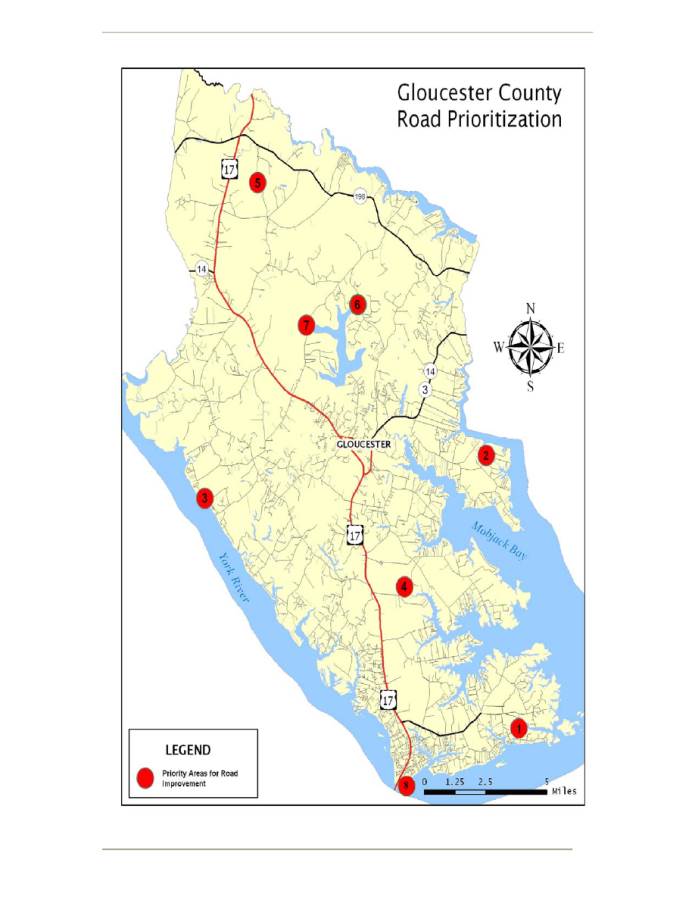 Gloucester County
Road Prioritization
17
5
198
14
6
7
N
W E
S
14
3
GLOUCESTER
2
3
17
Mobjack Bay
York River
4
17
1
LEGEND
Priority Areas for Road
Improvement
0 1.25 2.5 5
Miles